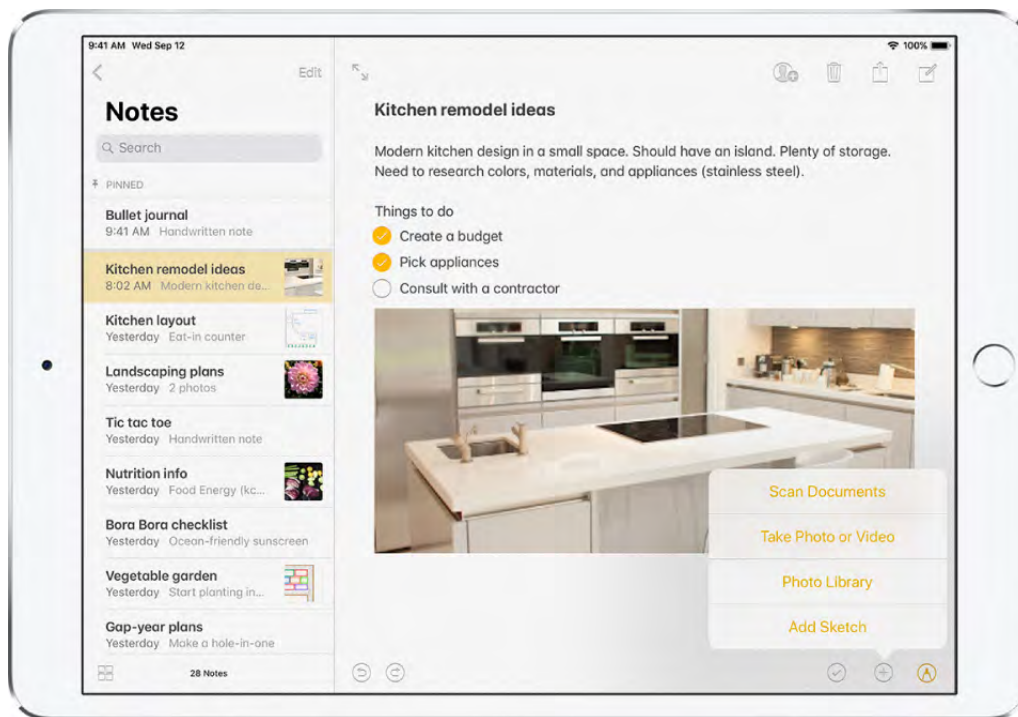 9:41 AM Wed Sep 12
100%
Edit
Notes
Search
PINNED
Bullet journal
9:41 AM Handwritten note
Kitchen remodel ideas
8:02 AM Modern kitchen de...
Kitchen layout
Yesterday Eat-in counter
Landscaping plans
Yesterday 2 photos
Tic tac toe
Yesterday Handwritten note
Nutrition info
Yesterday Food Energy (kc...
Bora Bora checklist
Yesterday Ocean-friendly sunscreen
Vegetable garden
Yesterday Start planting in...
Gap-year plans
Yesterday Make a hole-in-one
28 Notes
Kitchen remodel ideas
Modern kitchen design in a small space. Should have an island. Plenty of storage.
Need to research colors, materials, and appliances (stainless steel).
Things to do
Create a budget
Pick appliances
Consult with a contractor
Scan Documents
Take Photo or Video
Photo Library
Add Sketch